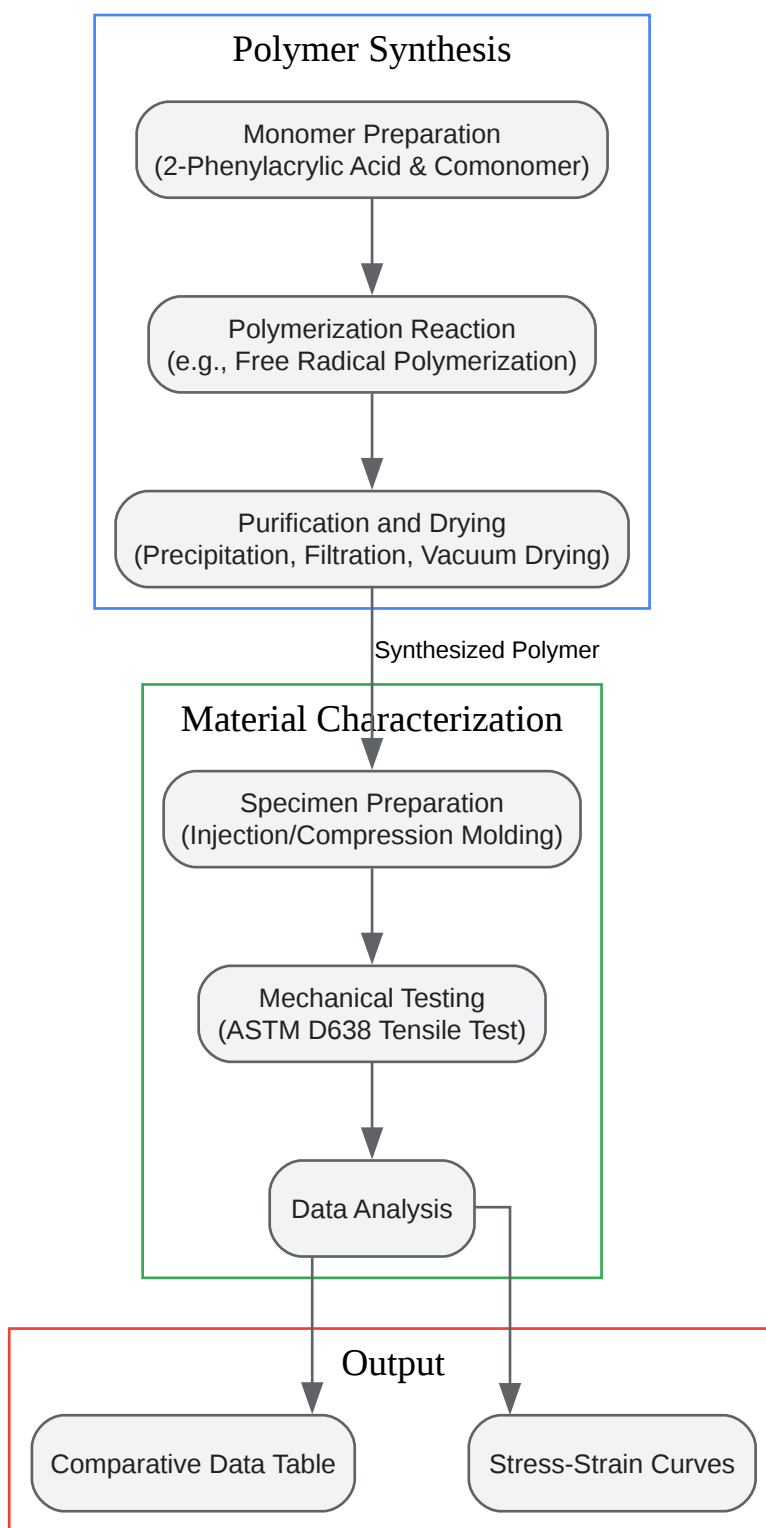 Polymer Synthesis
Monomer Preparation
(2-Phenylacrylic Acid & Comonomer)
Polymerization Reaction
(e.g., Free Radical Polymerization)
Purification and Drying
(Precipitation, Filtration, Vacuum Drying)
Synthesized Polymer
Material Characterization
Specimen Preparation
(Injection/Compression Molding)
Mechanical Testing
(ASTM D638 Tensile Test)
Data Analysis
Output
Comparative Data Table
Stress-Strain Curves